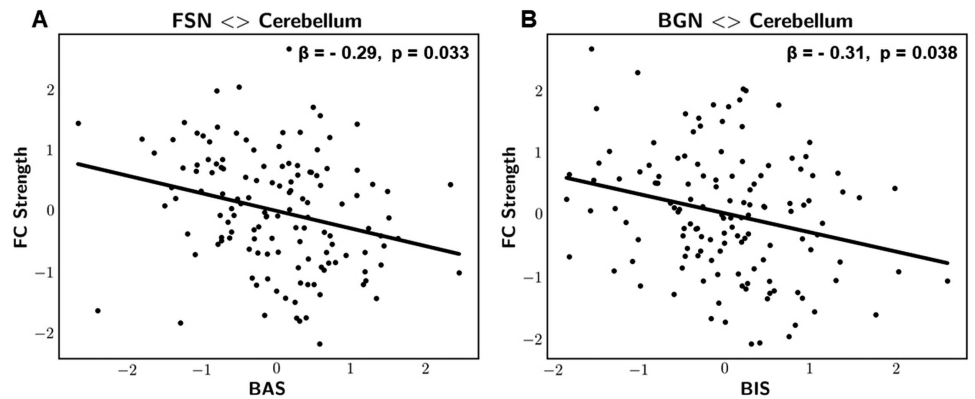 A
FSN <> Cerebellum
β = - 0.29, p = 0.033
FC Strength
2
1
0
−1
−2
−2
−1
0
1
2
BAS
B
BGN <> Cerebellum
β = - 0.31, p = 0.038
FC Strength
2
1
0
−1
−2
−2
−1
0
1
2
BIS